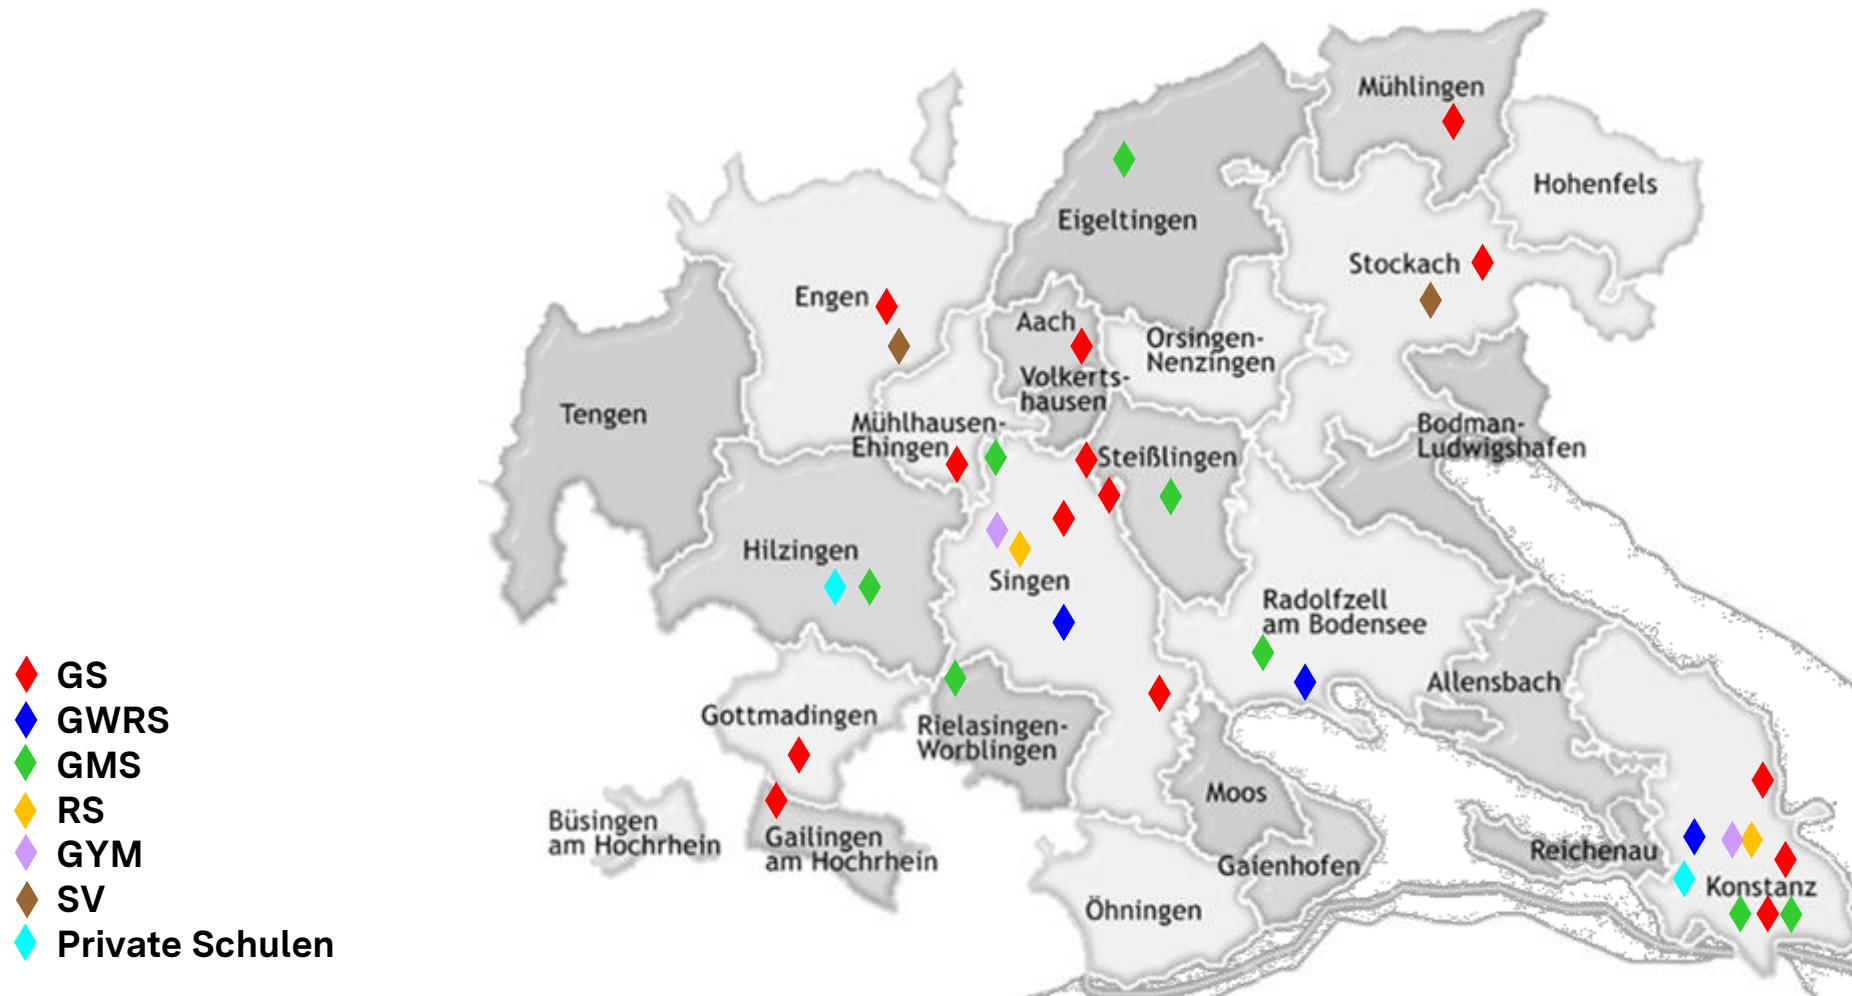 Mühlingen
Hohenfels
Eigeltingen
Stockach
Engen
Aach
Orsingen-
Nenzingen
Volkerts-
hausen
Tengen
Mühlhausen-
Ehingen
Bodman-
Ludwigshafen
Steißlingen
Hilzingen
Singen
Radolfzell
am Bodensee
Allensbach
Gottmadingen
Rielasingen-
Worblingen
Moos
Büsingen
am Hochrhein
Gailingen
am Hochrhein
Reichenau
Gaienhofen
Konstanz
Öhningen
GS
GWRS
GMS
RS
GYM
SV
Private Schulen